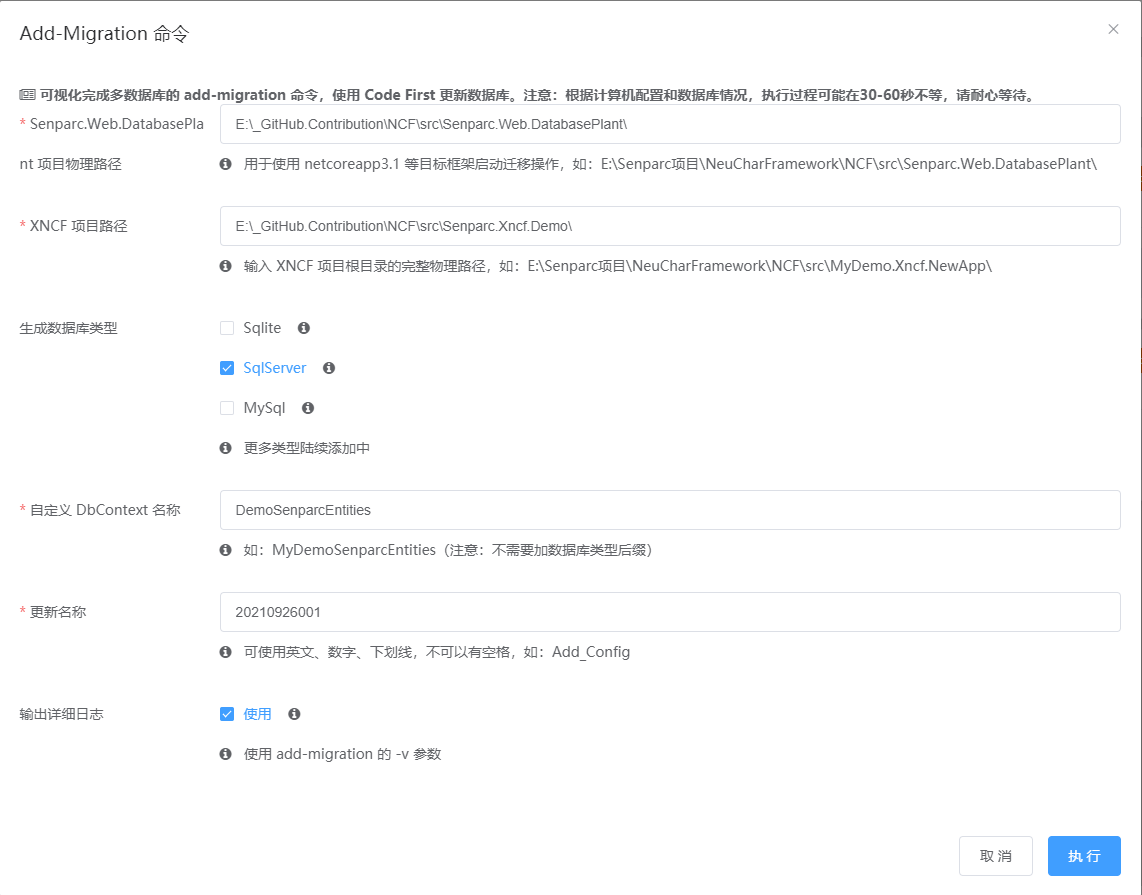 Add-Migration 命令
可视化完成多数据库的 add-migration 命令，使用 Code First 更新数据库。注意：根据计算机配置和数据库情况，执行过程可能在30-60秒不等，请耐心等待。
* Senparc.Web.DatabasePla
nt 项目物理路径
E:\_GitHub.Contribution\NCF\src\Senparc.Web.DatabasePlant\
用于使用 netcoreapp3.1 等目标框架启动迁移操作，如：E:\Senparc项目\NeuCharFramework\NCF\src\Senparc.Web.DatabasePlant\
* XNCF 项目路径
E:\_GitHub.Contribution\NCF\src\Senparc.Xncf.Demo\
输入 XNCF 项目根目录的完整物理路径，如：E:\Senparc项目\NeuCharFramework\NCF\src\MyDemo.Xncf.NewApp\
生成数据库类型
Sqlite
SqlServer
MySql
更多类型陆续添加中
* 自定义 DbContext 名称
DemoSenparcEntities
如：MyDemoSenparcEntities（注意：不需要加数据库类型后缀）
* 更新名称
20210926001
可使用英文、数字、下划线，不可以有空格，如：Add_Config
输出详细日志
使用
使用 add-migration 的 -v 参数
取 消
执 行